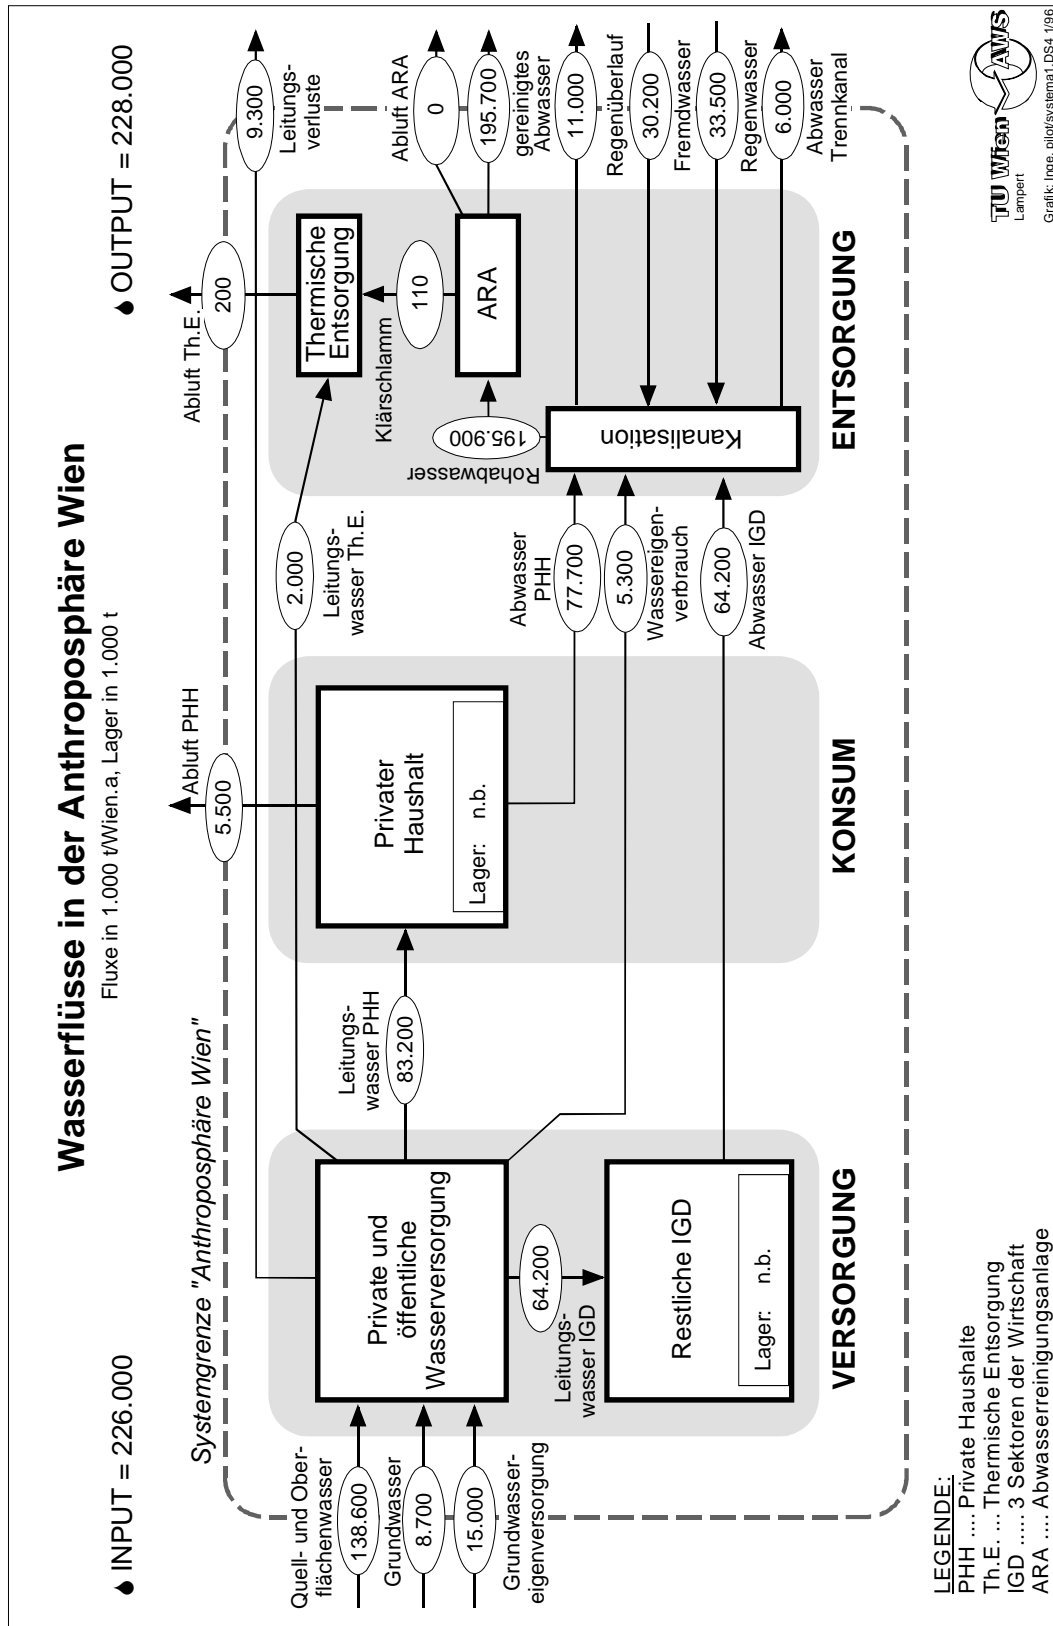 Wasserflüsse in der Anthroposphäre Wien
Fluxe in 1.000 t/Wien.a, Lager in 1.000 t
INPUT = 226.000
OUTPUT = 228.000
Systemgrenze "Anthroposphäre Wien"
Quell- und Ober-
flächenwasser
138.600
Grundwasser
8.700
15.000
Grundwasser-
eigenversorgung
Private und
öffentliche
Wasserversorgung
64.200
Leitungs-
wasser IGD
Restliche IGD
Lager: n.b.
VERSORGUNG
Leitungs-
wasser PHH
83.200
5.500
Abluft PHH
Privater
Haushalt
Lager: n.b.
KONSUM
2.000
Leitungs-
wasser Th.E.
Abwasser
PHH
77.700
5.300
Wassereigen-
verbrauch
64.200
Abwasser IGD
Abluft Th.E.
200
Thermische
Entsorgung
Klärschlamm
110
ARA
Rohabwasser
195.900
Kanalisation
ENTSORGUNG
9.300
Leitungs-
verluste
Abluft ARA
0
195.700
gereinigtes
Abwasser
11.000
Regenüberlauf
30.200
Fremdwasser
33.500
Regenwasser
6.000
Abwasser
Trennkanal
LEGENDE:
PHH .... Private Haushalte
Th.E. ... Thermische Entsorgung
IGD ..... 3 Sektoren der Wirtschaft
ARA .... Abwasserreinigungsanlage
TU Wien AWS
Lampert
Grafik: Inge, pilot/systema1.DS4 1/96